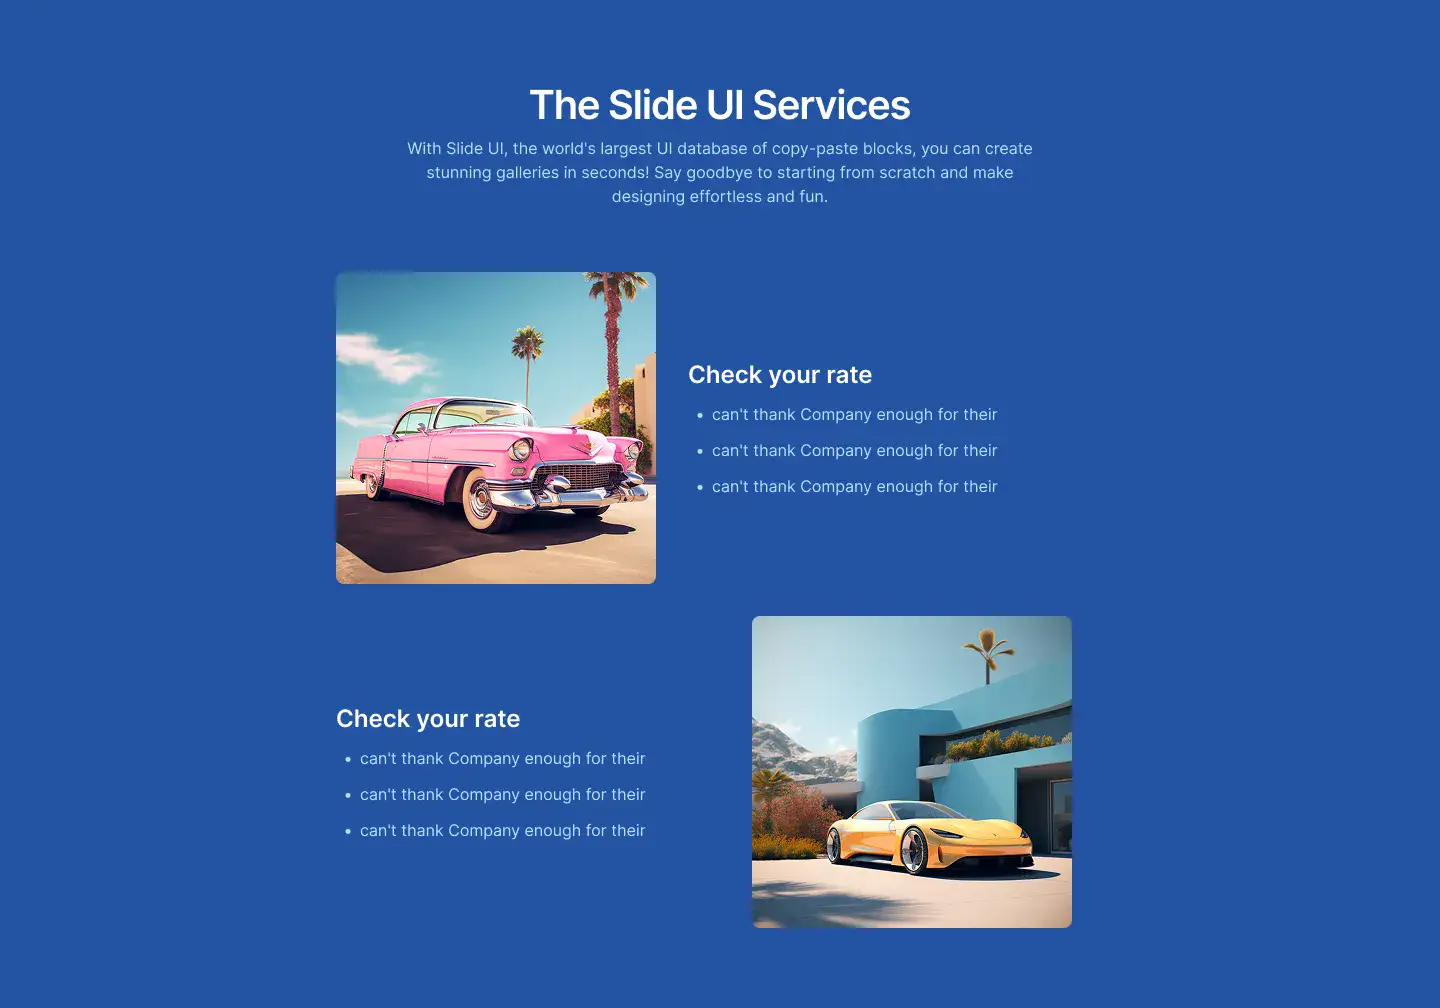 The Slide UI Services
With Slide UI, the world's largest UI database of copy-paste blocks, you can create
stunning galleries in seconds! Say goodbye to starting from scratch and make
designing effortless and fun.
Check your rate
• can't thank Company enough for their
• can't thank Company enough for their
• can't thank Company enough for their
Check your rate
• can't thank Company enough for their
• can't thank Company enough for their
• can't thank Company enough for their